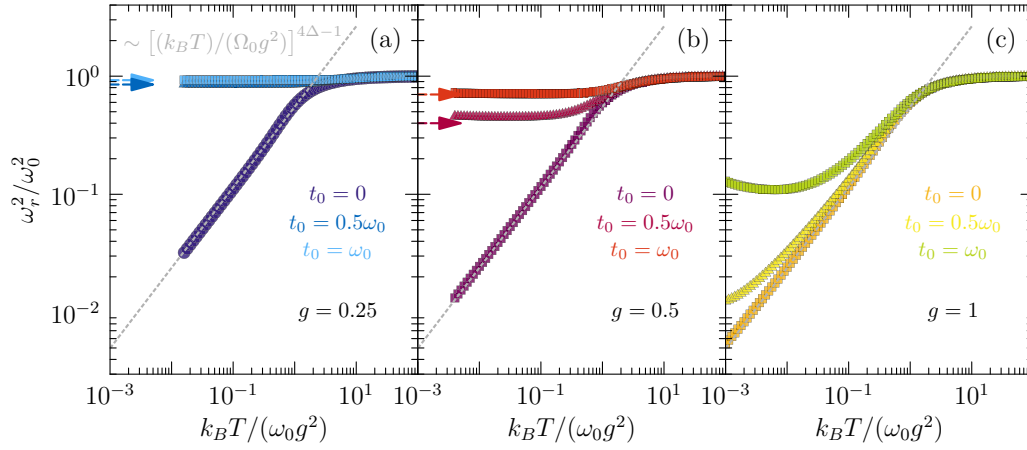 ∼ [(k_BT)/(Ω_0g^2)]^{4Δ−1}
(a)
(b)
(c)
10^0
10^{−1}
10^{−2}
ω_r^2/ω_0^2
t_0 = 0
t_0 = 0.5ω_0
t_0 = ω_0
g = 0.25
t_0 = 0
t_0 = 0.5ω_0
t_0 = ω_0
g = 0.5
t_0 = 0
t_0 = 0.5ω_0
t_0 = ω_0
g = 1
10^{−3} 10^{−1} 10^1 10^{−3} 10^{−1} 10^1 10^{−3} 10^{−1} 10^1
k_BT/(ω_0g^2) k_BT/(ω_0g^2) k_BT/(ω_0g^2)